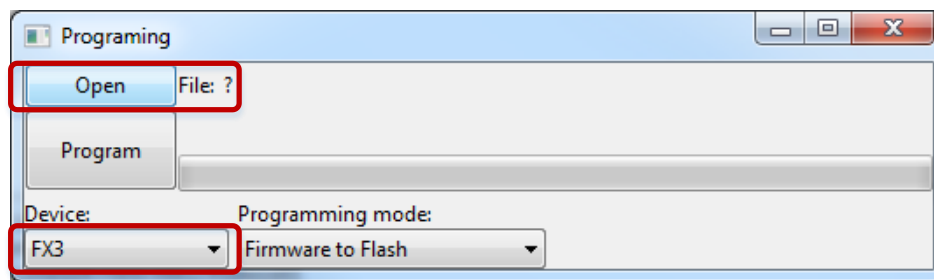 Programing
Open File: ?
Program
Device: Programming mode:
FX3 Firmware to Flash